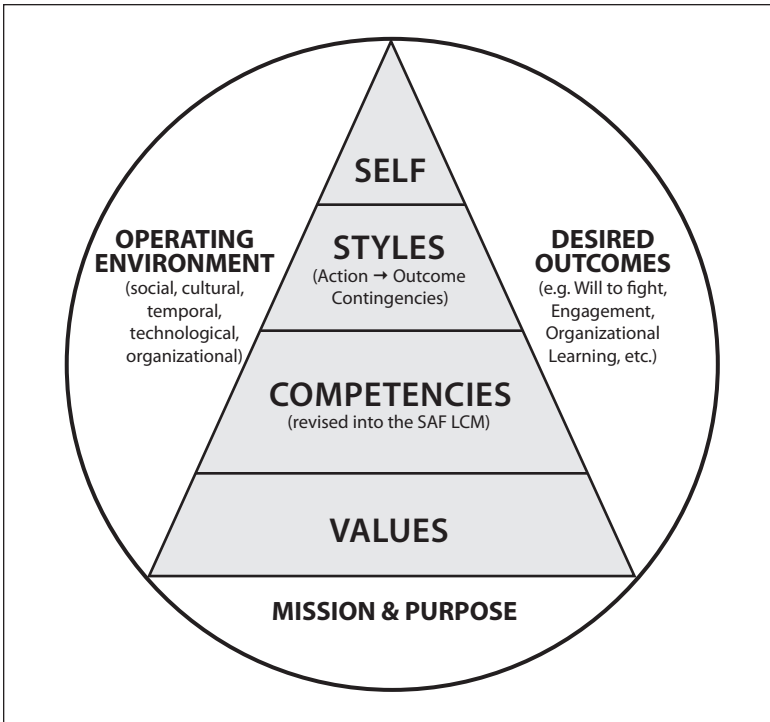 SELF
OPERATING
ENVIRONMENT
(social, cultural,
temporal,
technological,
organizational)
STYLES
(Action → Outcome
Contingencies)
DESIRED
OUTCOMES
(e.g. Will to fight,
Engagement,
Organizational
Learning, etc.)
COMPETENCIES
(revised into the SAF LCM)
VALUES
MISSION & PURPOSE